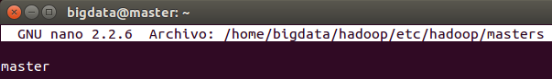 bigdata@master: ~
GNU nano 2.2.6 Archivo: /home/bigdata/hadoop/etc/hadoop/masters
master